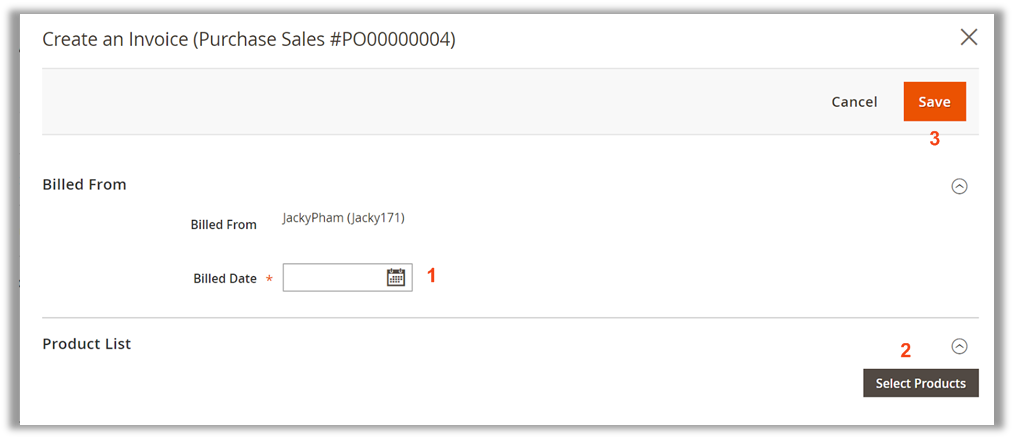 Create an Invoice (Purchase Sales #PO00000004)
Cancel Save
3
Billed From
Billed From JackyPham (Jacky171)
Billed Date * 1
Product List
2
Select Products